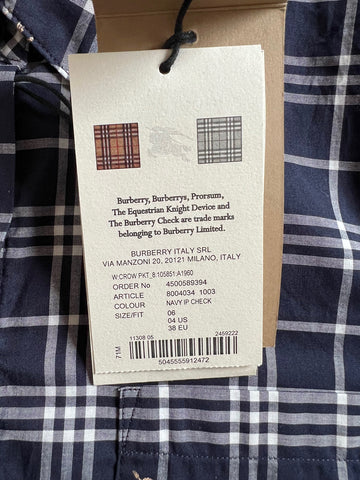 Burberry, Burberrys, Prorsum,
The Equestrian Knight Device and
The Burberry Check are trade marks
belonging to Burberry Limited.
BURBERRY ITALY SRL
VIA MANZONI 20, 20121 MILANO, ITALY
W:CROW PKT_8:105851:A1960
ORDER No 4500589394
ARTICLE 8004034 1003
COLOUR NAVY IP CHECK
SIZE/FIT 06
04 US
38 EU
71M
11308 05 2459222
5045555912472